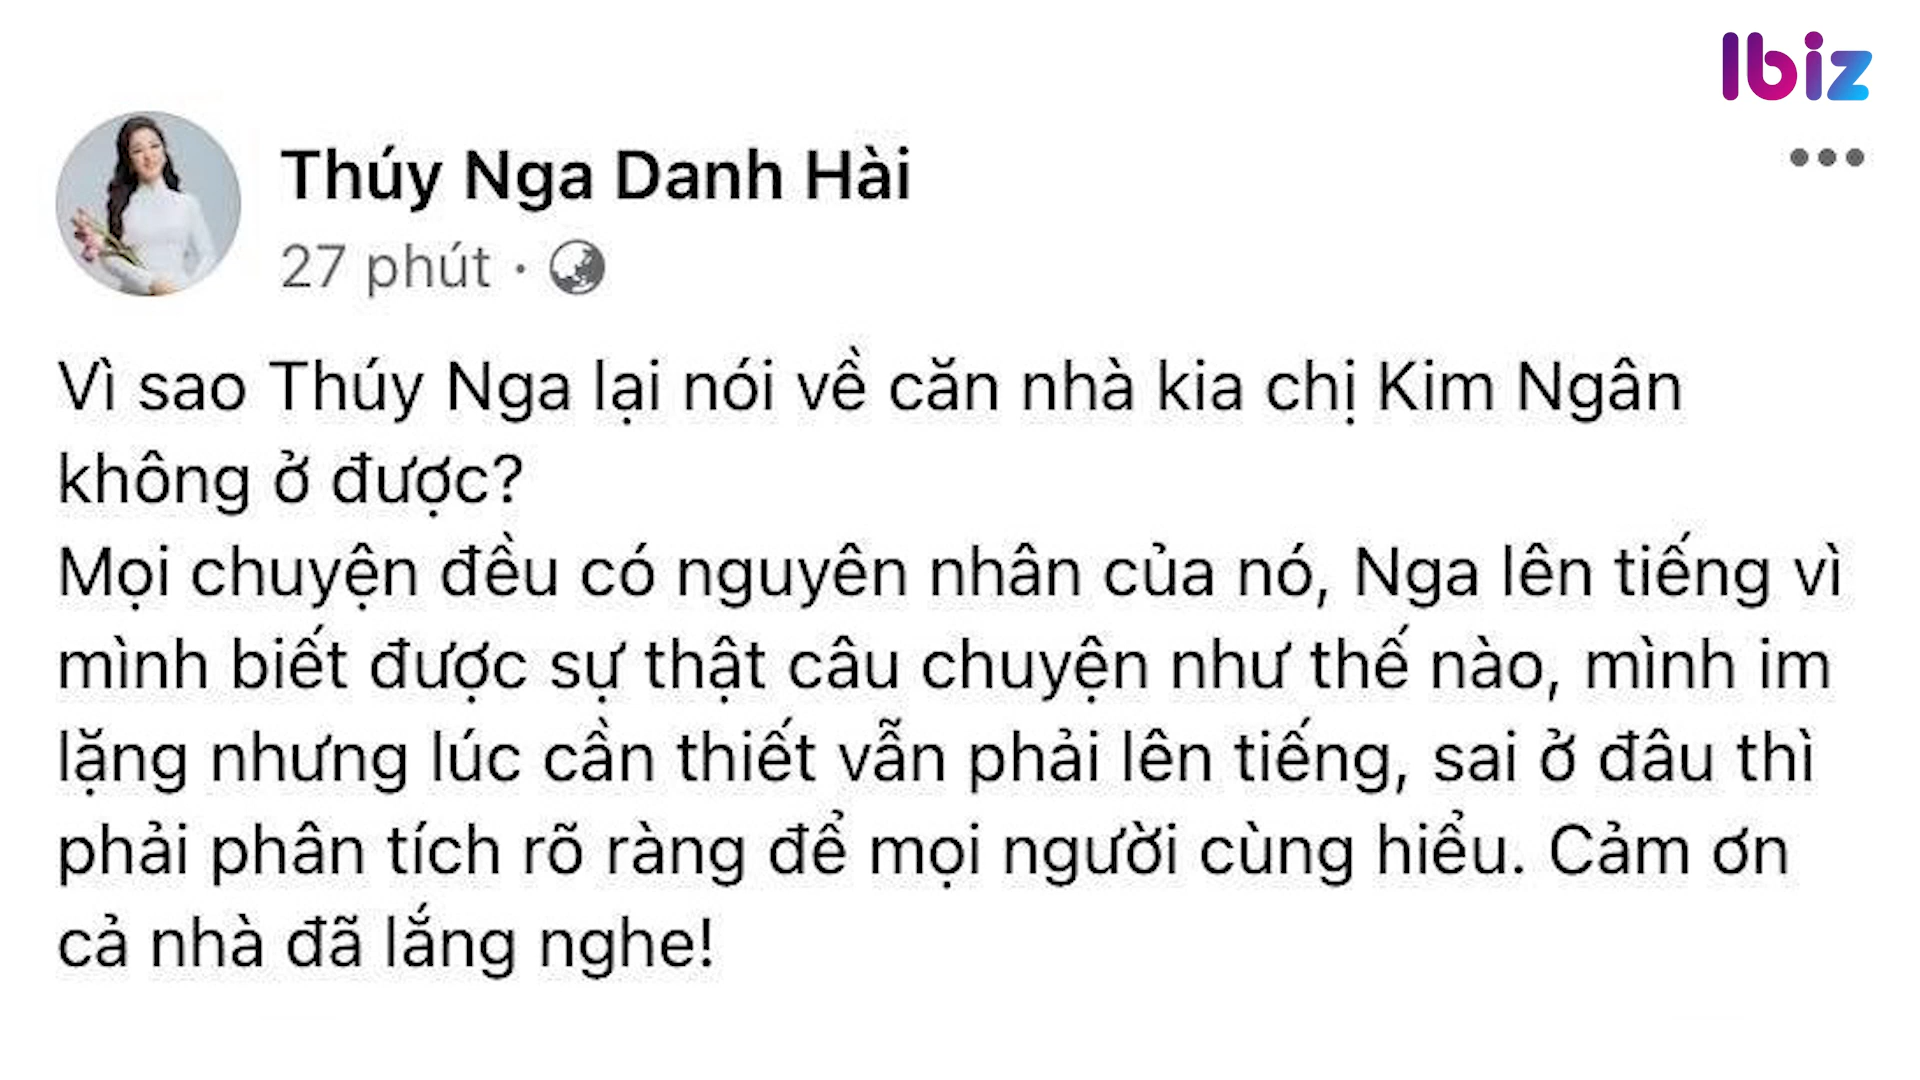 Ibiz
Thúy Nga Danh Hài
27 phút ·
Vì sao Thúy Nga lại nói về căn nhà kia chị Kim Ngân
không ở được?
Mọi chuyện đều có nguyên nhân của nó, Nga lên tiếng vì
mình biết được sự thật câu chuyện như thế nào, mình im
lặng nhưng lúc cần thiết vẫn phải lên tiếng, sai ở đâu thì
phải phân tích rõ ràng để mọi người cùng hiểu. Cảm ơn
cả nhà đã lắng nghe!